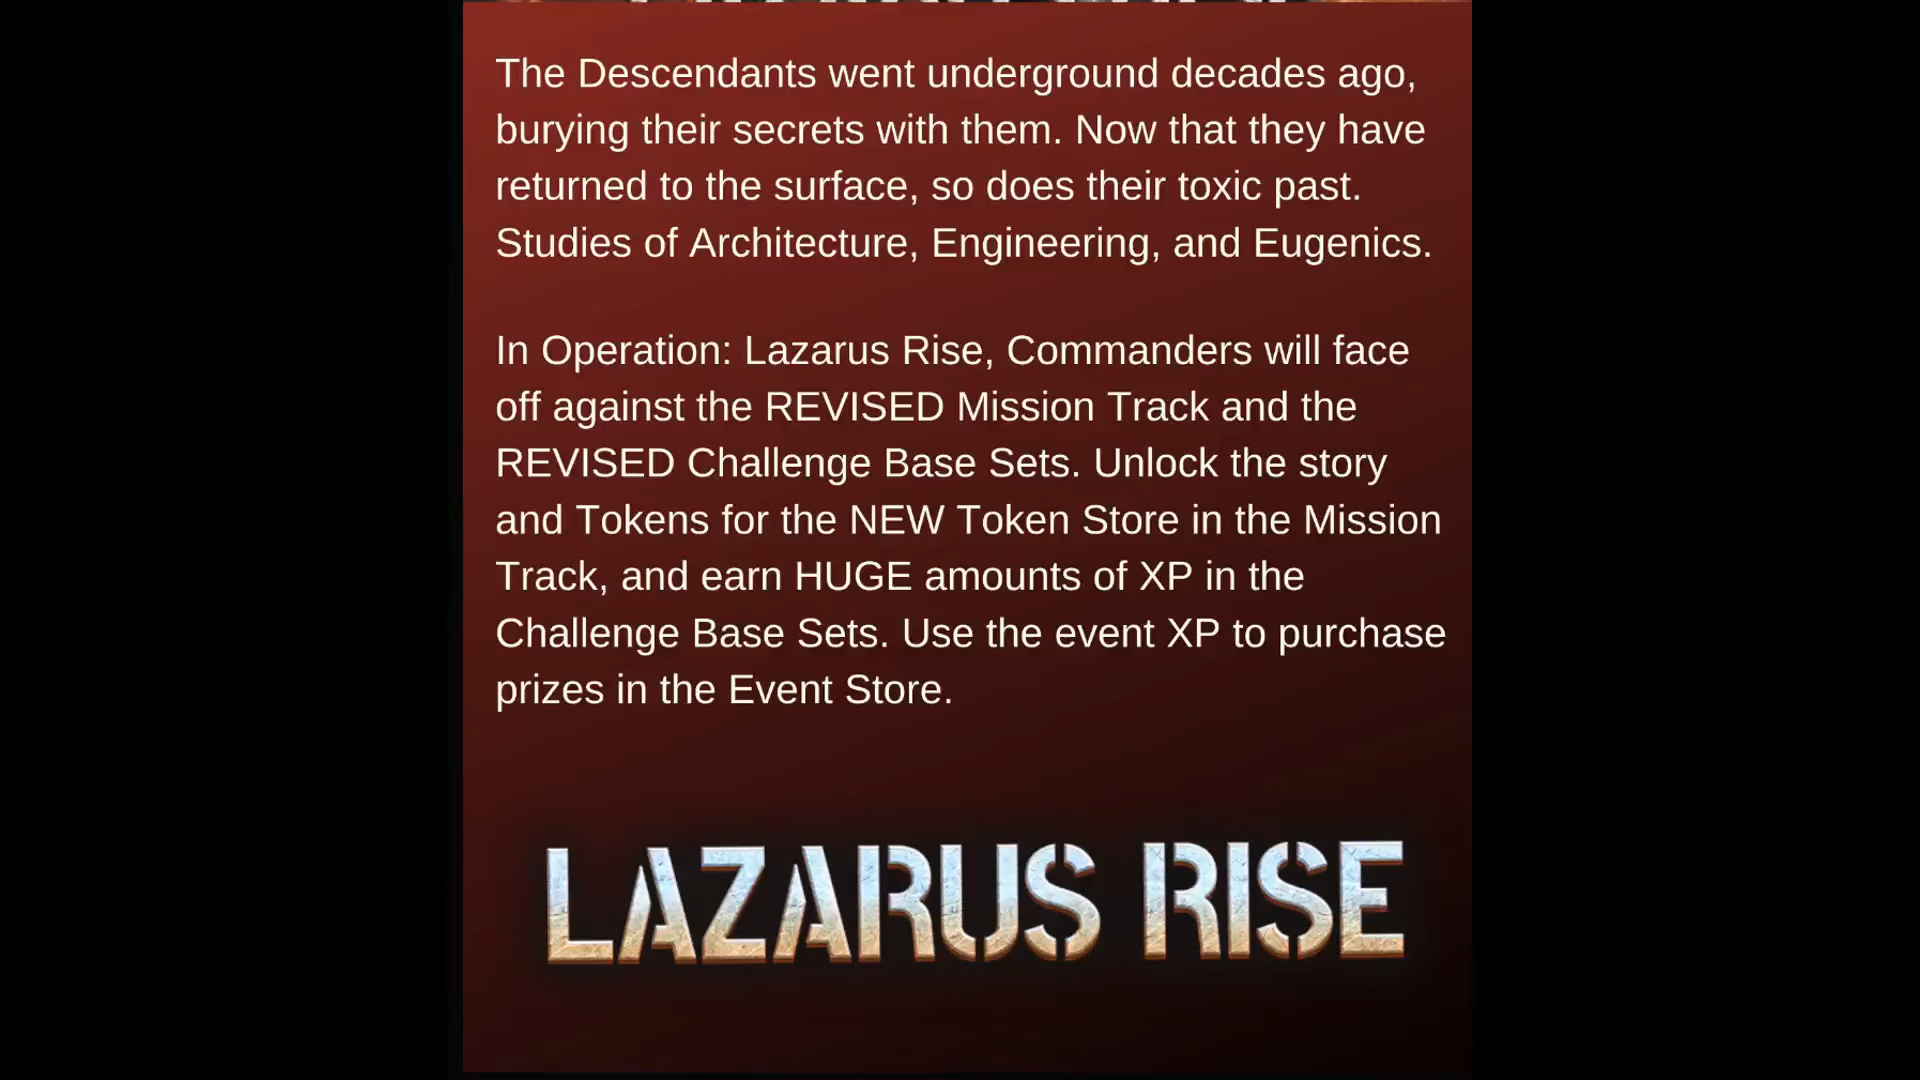 The Descendants went underground decades ago,
burying their secrets with them. Now that they have
returned to the surface, so does their toxic past.
Studies of Architecture, Engineering, and Eugenics.
In Operation: Lazarus Rise, Commanders will face
off against the REVISED Mission Track and the
REVISED Challenge Base Sets. Unlock the story
and Tokens for the NEW Token Store in the Mission
Track, and earn HUGE amounts of XP in the
Challenge Base Sets. Use the event XP to purchase
prizes in the Event Store.
LAZARUS RISE